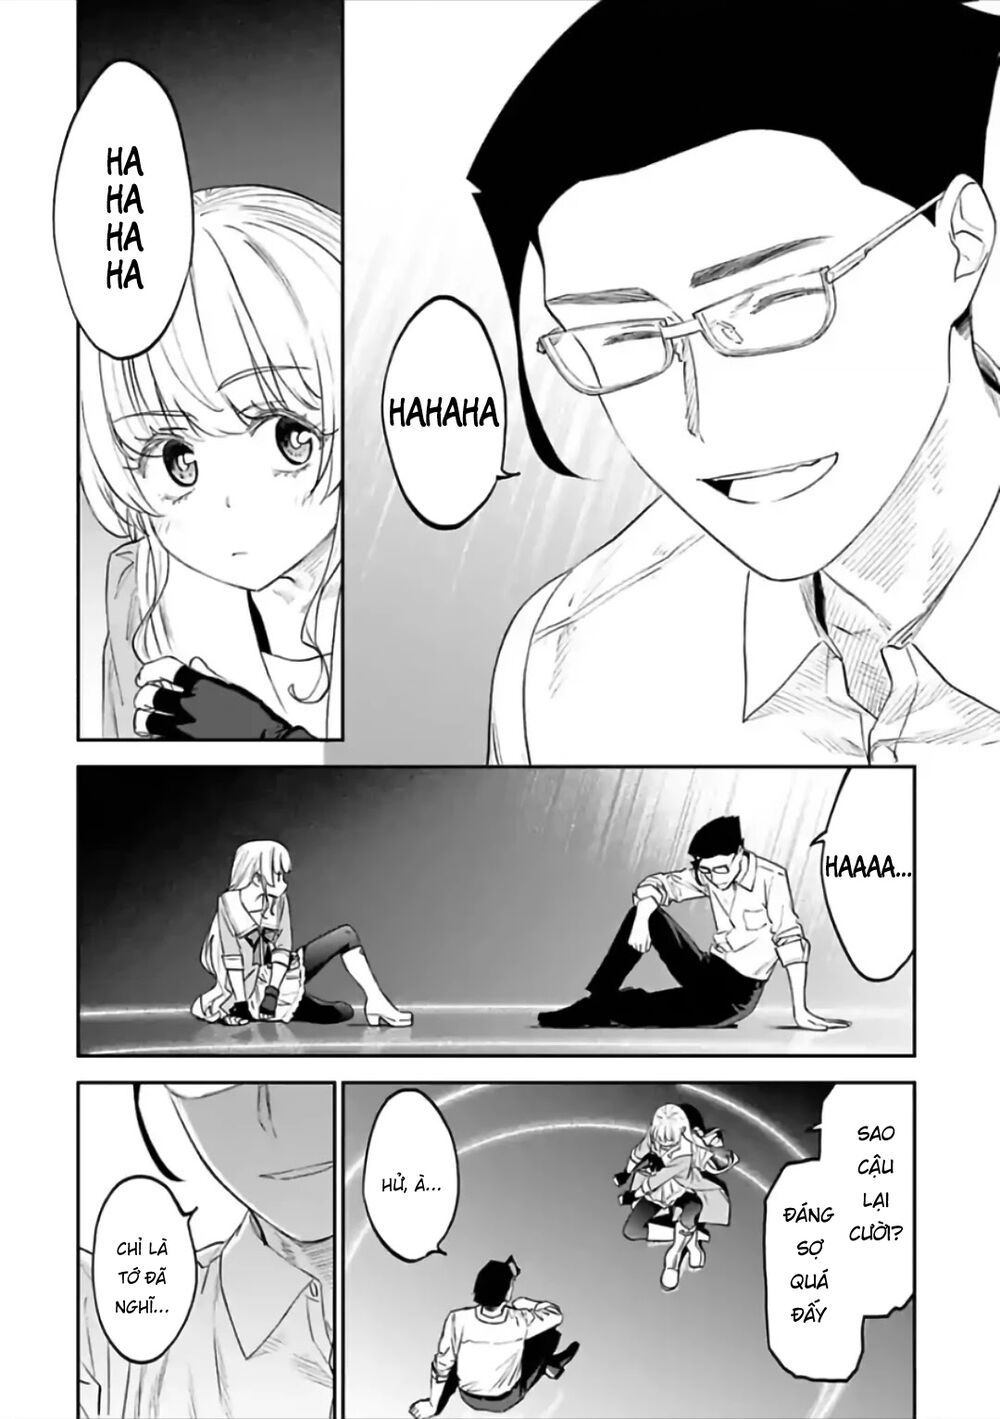 HAHAHA
HA
HA
HA
HA
HAAAA...
SAO
CẬU
LẠI
CƯỜI?
ĐÁNG
SỢ
QUÁ
ĐẤY
HỬ, À...
CHỈ LÀ
TỚ ĐÃ
NGHĨ...